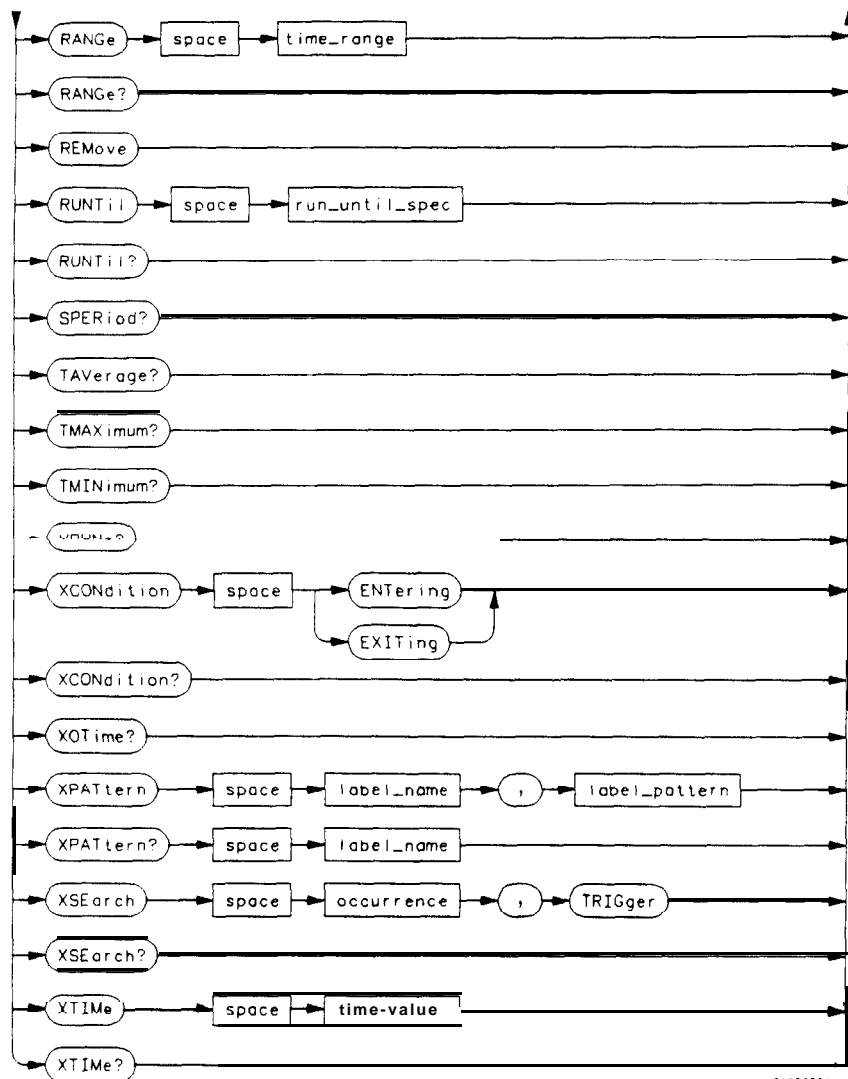 RANGe space time_range
RANGe?
REMove
RUNTil space run_until_spec
RUNTil?
SPERiod?
TAVerage?
TMAXimum?
TMINimum?
XCONdition space ENTering
EXITing
XCONdition?
XOTime?
XPATtern space label_name , label_pattern
XPATtern? space label_name
XSEarch space occurrence , TRIGger
XSEarch?
XTIMe space time-value
XTIMe?